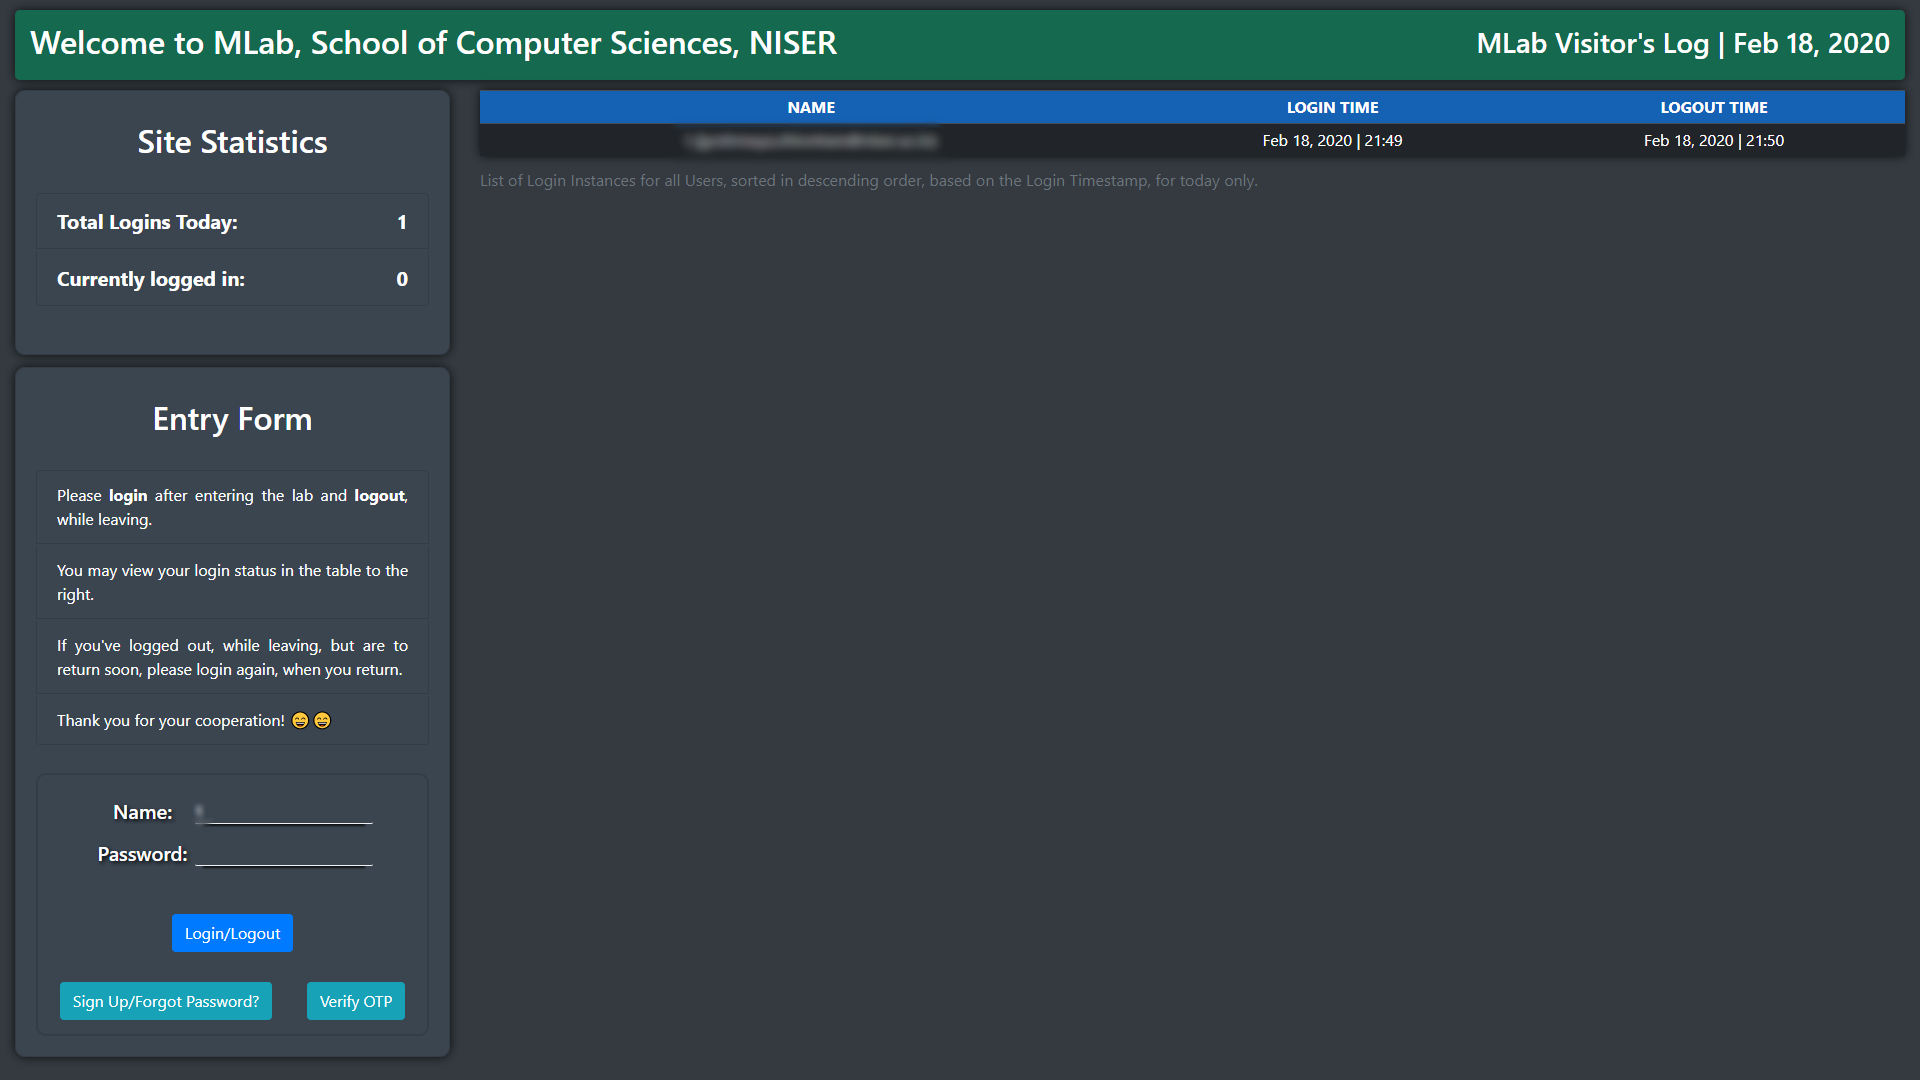 Welcome to MLab, School of Computer Sciences, NISER
MLab Visitor's Log | Feb 18, 2020
Site Statistics
Total Logins Today: 1
Currently logged in: 0
Entry Form
Please login after entering the lab and logout,
while leaving.
You may view your login status in the table to the
right.
If you've logged out, while leaving, but are to
return soon, please login again, when you return.
Thank you for your cooperation! 😄😄
Name:
Password:
Login/Logout
Sign Up/Forgot Password? Verify OTP
NAME LOGIN TIME LOGOUT TIME
Feb 18, 2020 | 21:49 Feb 18, 2020 | 21:50
List of Login Instances for all Users, sorted in descending order, based on the Login Timestamp, for today only.